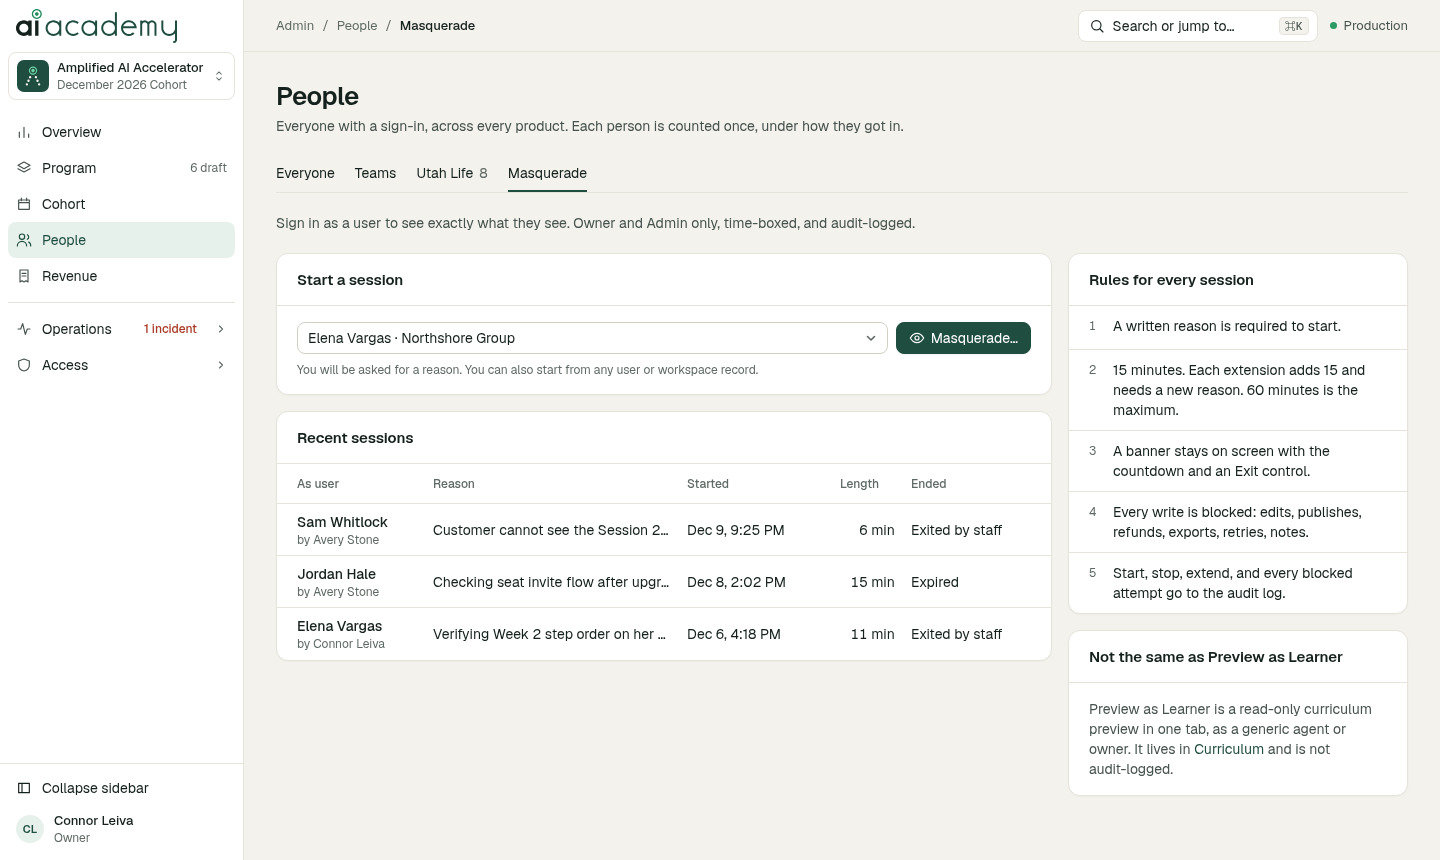 ai academy
Amplified AI Accelerator
December 2026 Cohort
Overview
Program 6 draft
Cohort
People
Revenue
Operations 1 incident
Access
Collapse sidebar
CL
Connor Leiva
Owner
Admin / People / Masquerade
Search or jump to... ⌘K
Production
People
Everyone with a sign-in, across every product. Each person is counted once, under how they got in.
Everyone Teams Utah Life 8 Masquerade
Sign in as a user to see exactly what they see. Owner and Admin only, time-boxed, and audit-logged.
Start a session
Elena Vargas · Northshore Group
Masquerade...
You will be asked for a reason. You can also start from any user or workspace record.
Recent sessions
As user Reason Started Length Ended
Sam Whitlock
by Avery Stone
Customer cannot see the Session 2... Dec 9, 9:25 PM 6 min Exited by staff
Jordan Hale
by Avery Stone
Checking seat invite flow after upgr... Dec 8, 2:02 PM 15 min Expired
Elena Vargas
by Connor Leiva
Verifying Week 2 step order on her ... Dec 6, 4:18 PM 11 min Exited by staff
Rules for every session
1 A written reason is required to start.
2 15 minutes. Each extension adds 15 and
needs a new reason. 60 minutes is the
maximum.
3 A banner stays on screen with the
countdown and an Exit control.
4 Every write is blocked: edits, publishes,
refunds, exports, retries, notes.
5 Start, stop, extend, and every blocked
attempt go to the audit log.
Not the same as Preview as Learner
Preview as Learner is a read-only curriculum
preview in one tab, as a generic agent or
owner. It lives in Curriculum and is not
audit-logged.